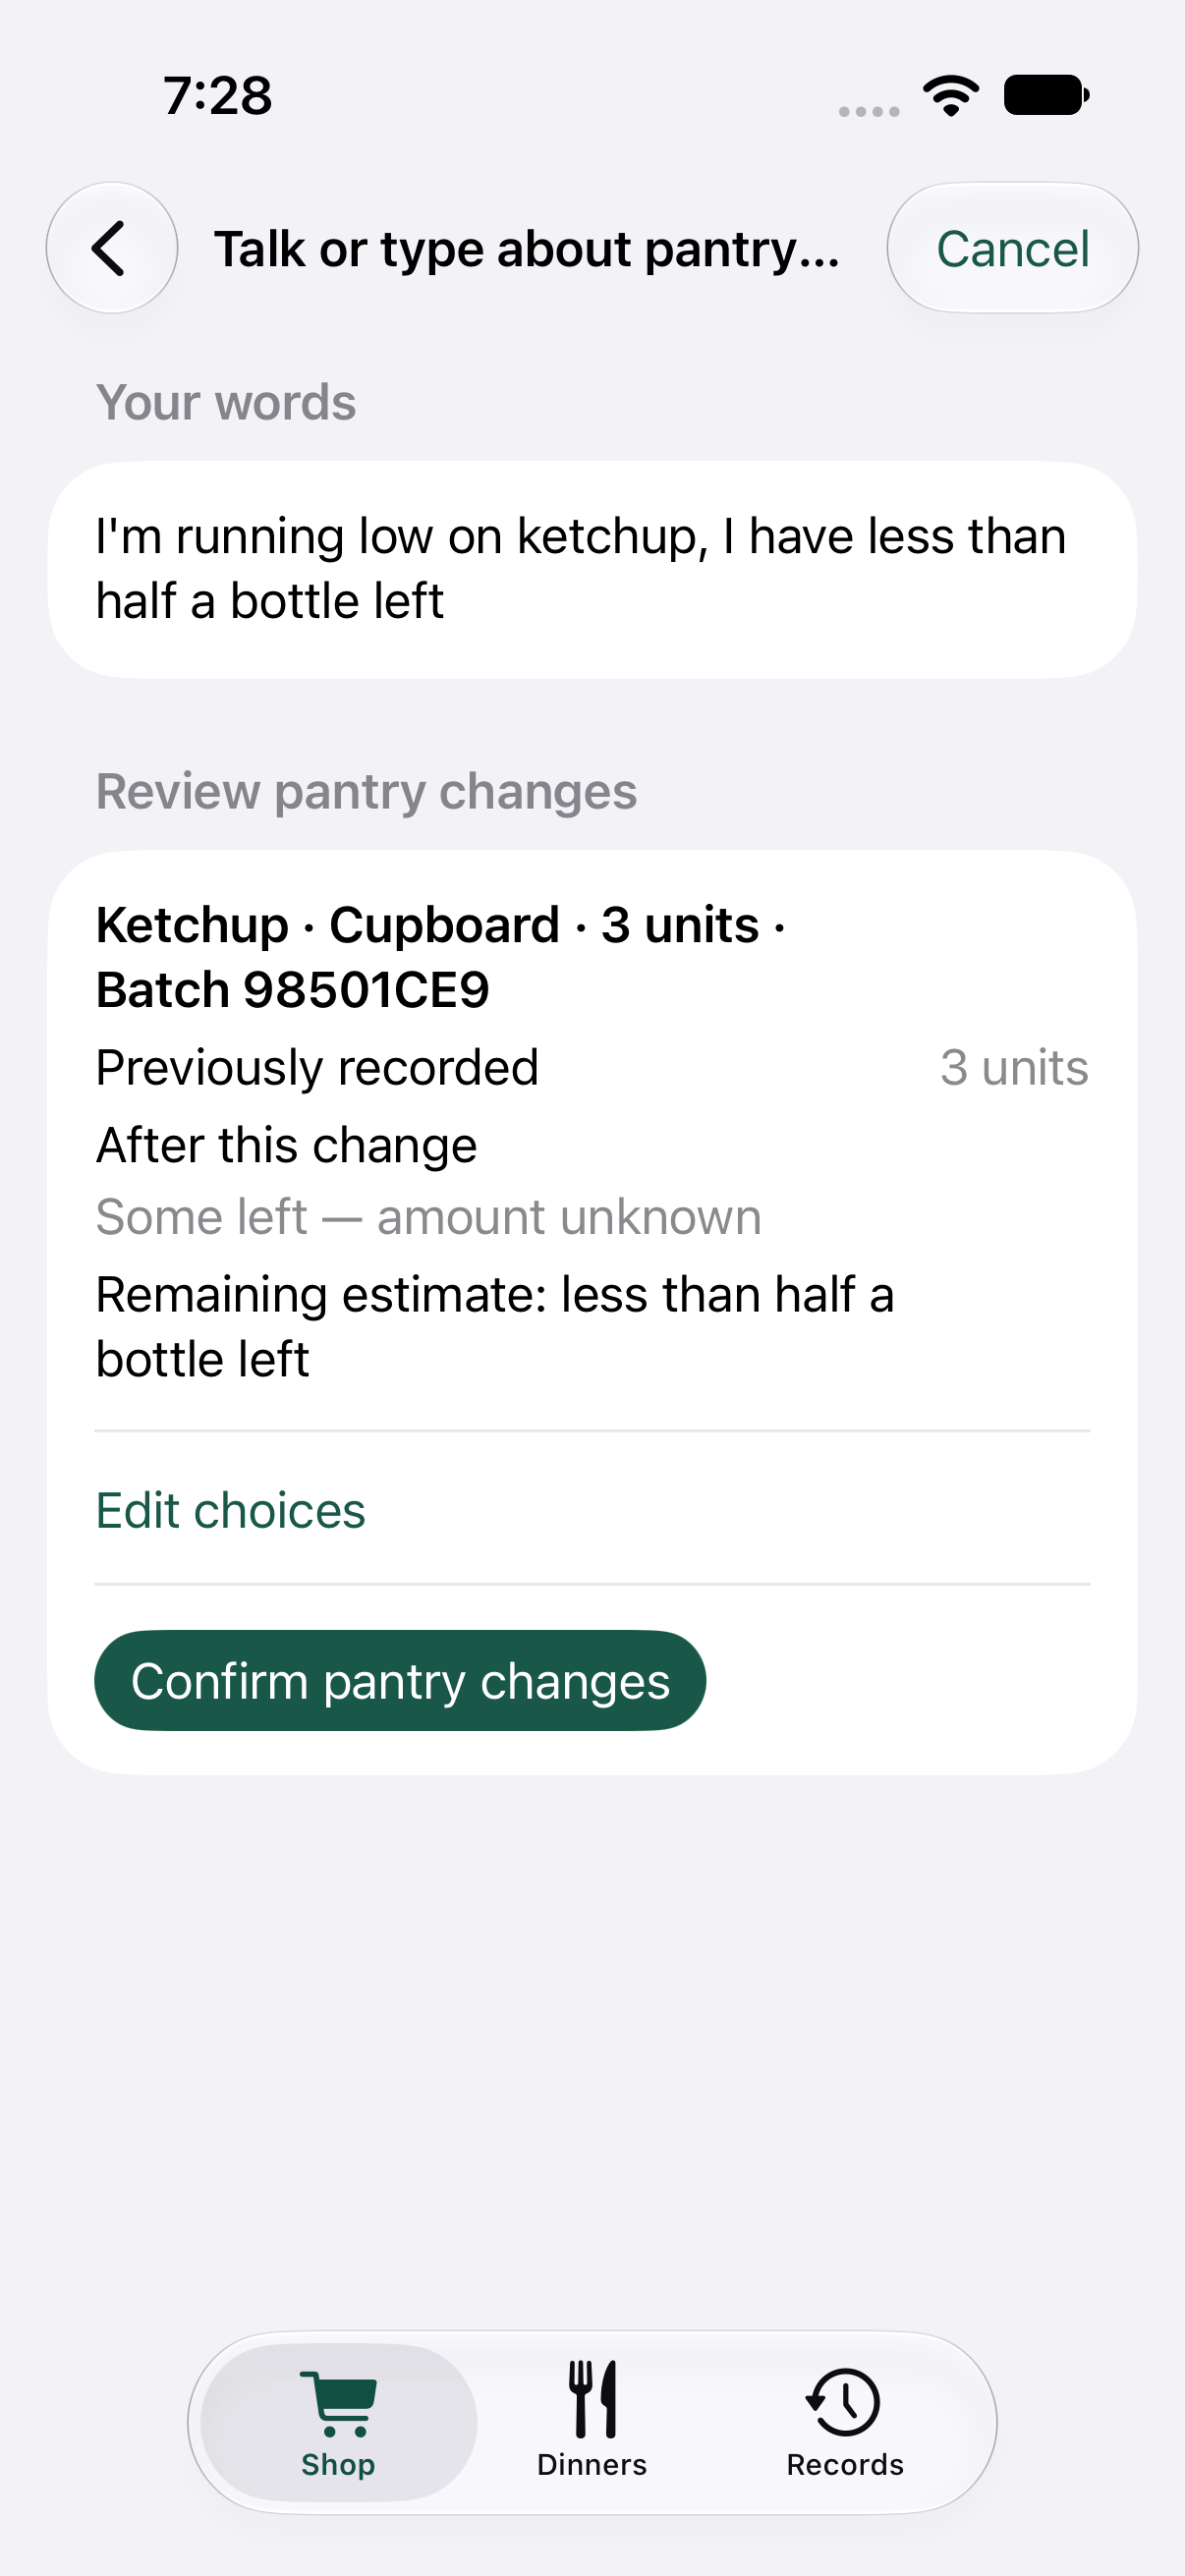 7:28
Talk or type about pantry...
Cancel
Your words
I'm running low on ketchup, I have less than
half a bottle left
Review pantry changes
Ketchup · Cupboard · 3 units ·
Batch 98501CE9
Previously recorded 3 units
After this change
Some left — amount unknown
Remaining estimate: less than half a
bottle left
Edit choices
Confirm pantry changes
Shop Dinners Records